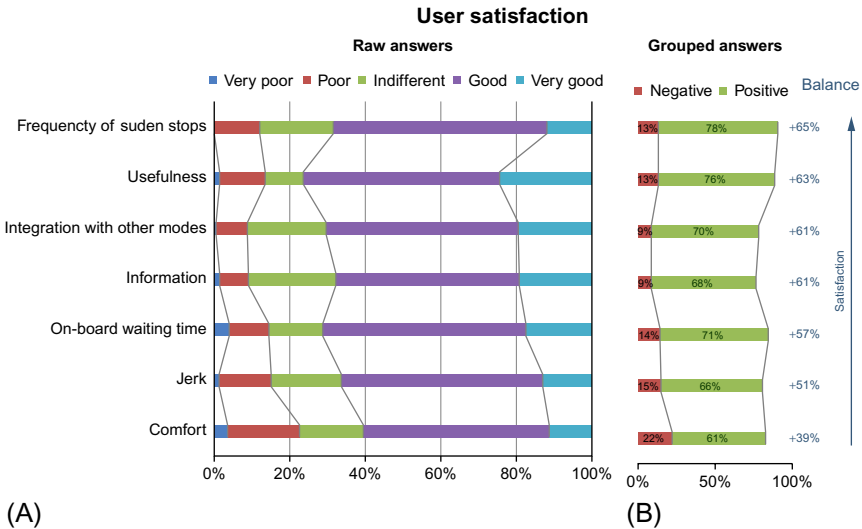 User satisfaction
Raw answers
Grouped answers
Very poor Poor Indifferent Good Very good
Negative Positive
Balance
Frequencty of suden stops
13% 78% +65%
Usefulness
13% 76% +63%
Integration with other modes
9% 70% +61%
Information
9% 68% +61%
On-board waiting time
14% 71% +57%
Jerk
15% 66% +51%
Comfort
22% 61% +39%
Satisfaction
0% 20% 40% 60% 80% 100%
0% 50% 100%
(A)
(B)